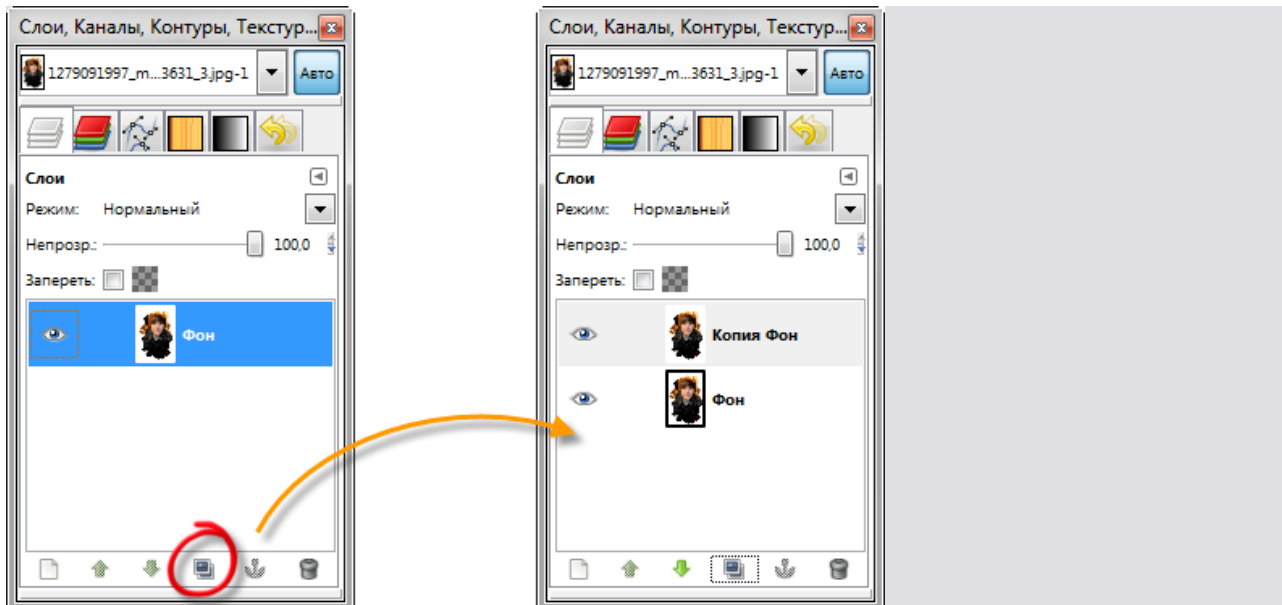 Слои, Каналы, Контуры, Текстур...
1279091997_m...3631_3.jpg-1
Авто
Слои
Режим: Нормальный
Непрозр.: 100,0
Запереть:
Фон
Слои, Каналы, Контуры, Текстур...
1279091997_m...3631_3.jpg-1
Авто
Слои
Режим: Нормальный
Непрозр.: 100,0
Запереть:
Копия Фон
Фон